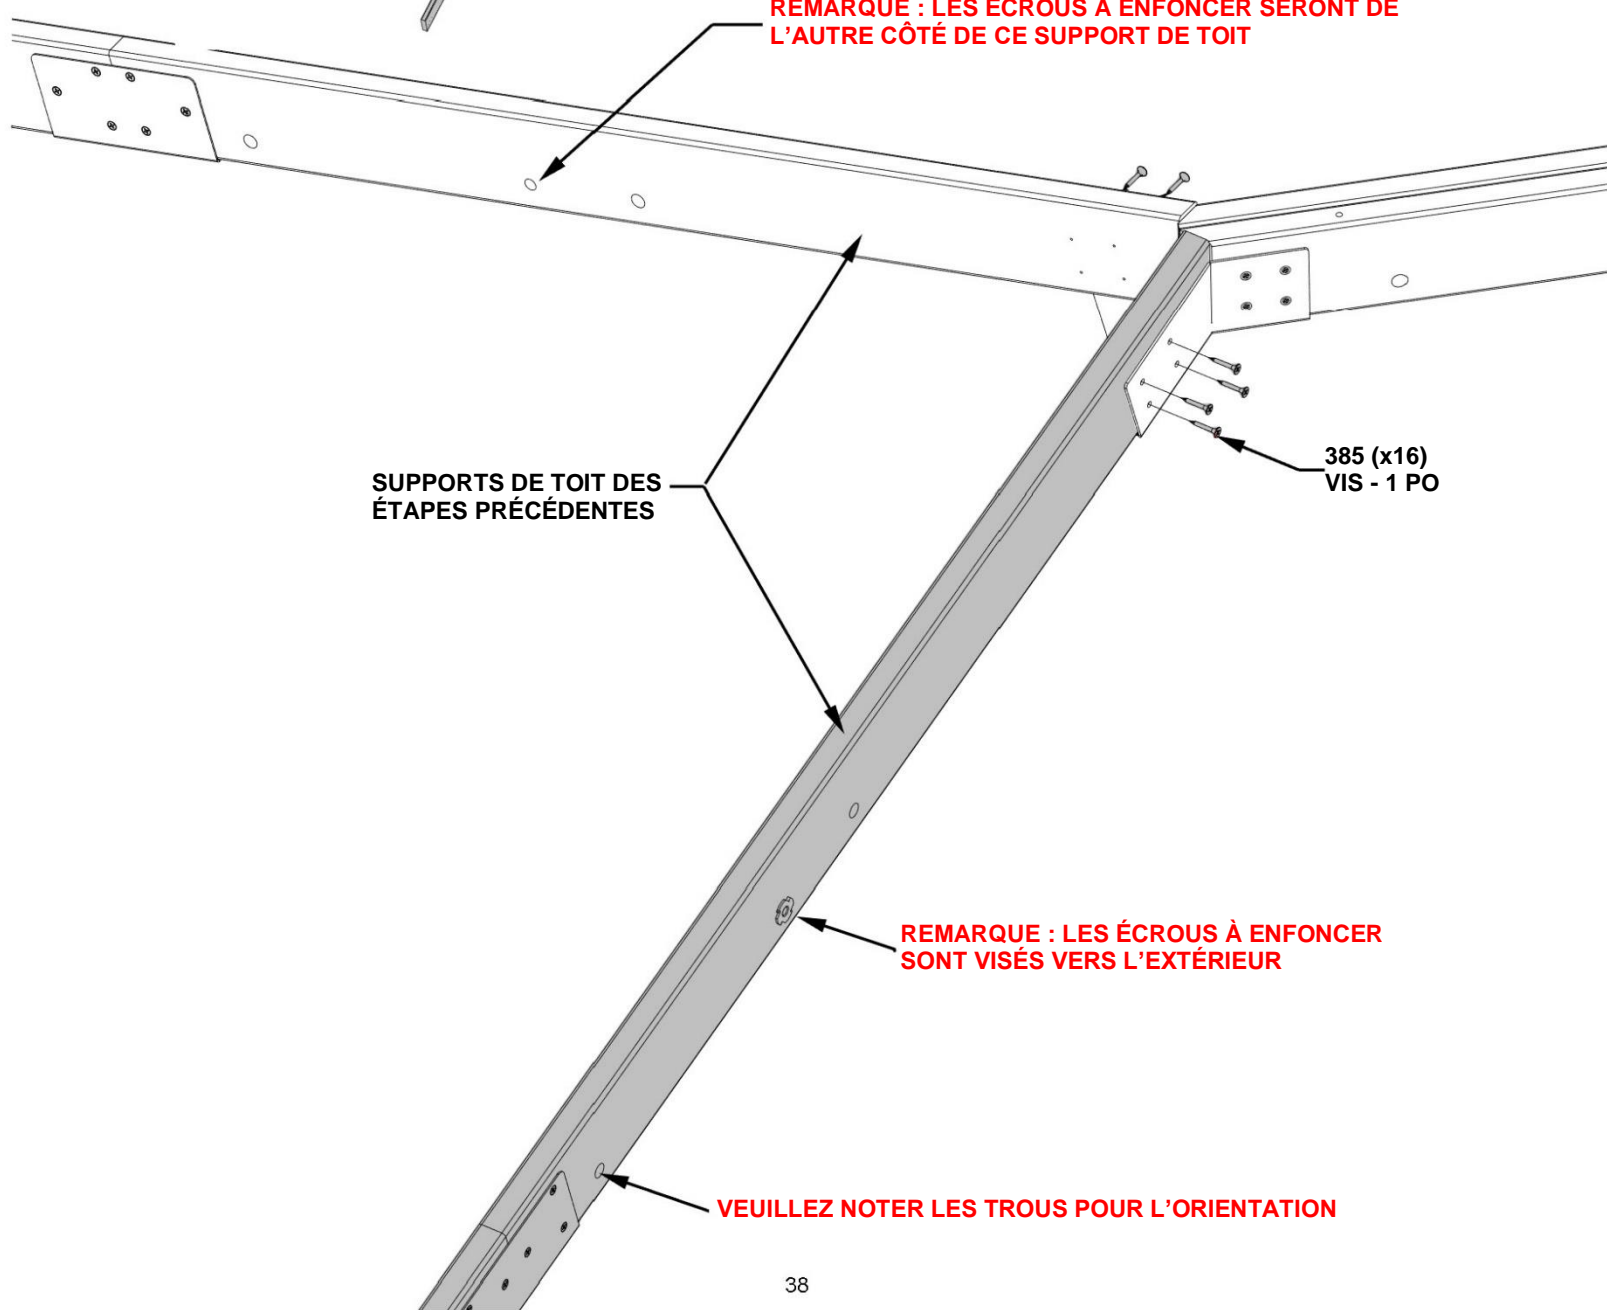 REMARQUE : LES ÉCROUS À ENFONCER SERONT DE
L'AUTRE CÔTÉ DE CE SUPPORT DE TOIT
385 (x16)
VIS - 1 PO
SUPPORTS DE TOIT DES
ÉTAPES PRÉCÉDENTES
REMARQUE : LES ÉCROUS À ENFONCER
SONT VISÉS VERS L'EXTÉRIEUR
VEUILLEZ NOTER LES TROUS POUR L'ORIENTATION
38